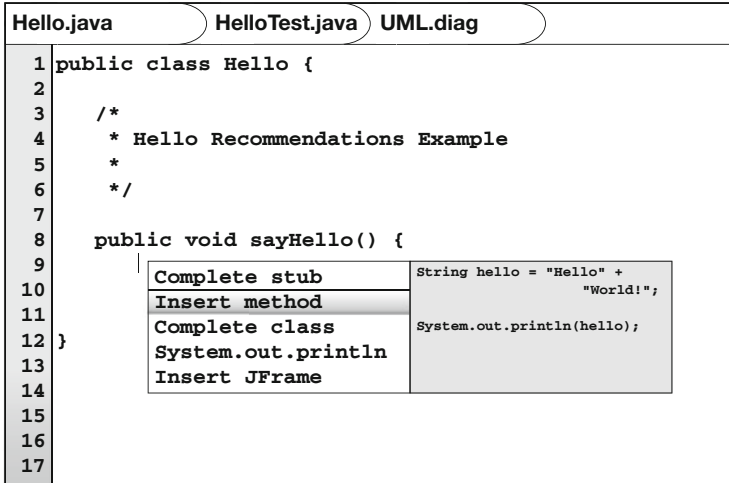 Hello.java HelloTest.java UML.diag
1 public class Hello {
2
3 /*
4 * Hello Recommendations Example
5 *
6 */
7
8 public void sayHello() {
9
10
11
12 }
13
14
15
16
17
Complete stub
Insert method
Complete class
System.out.println
Insert JFrame
String hello = "Hello" +
"World!";
System.out.println(hello);